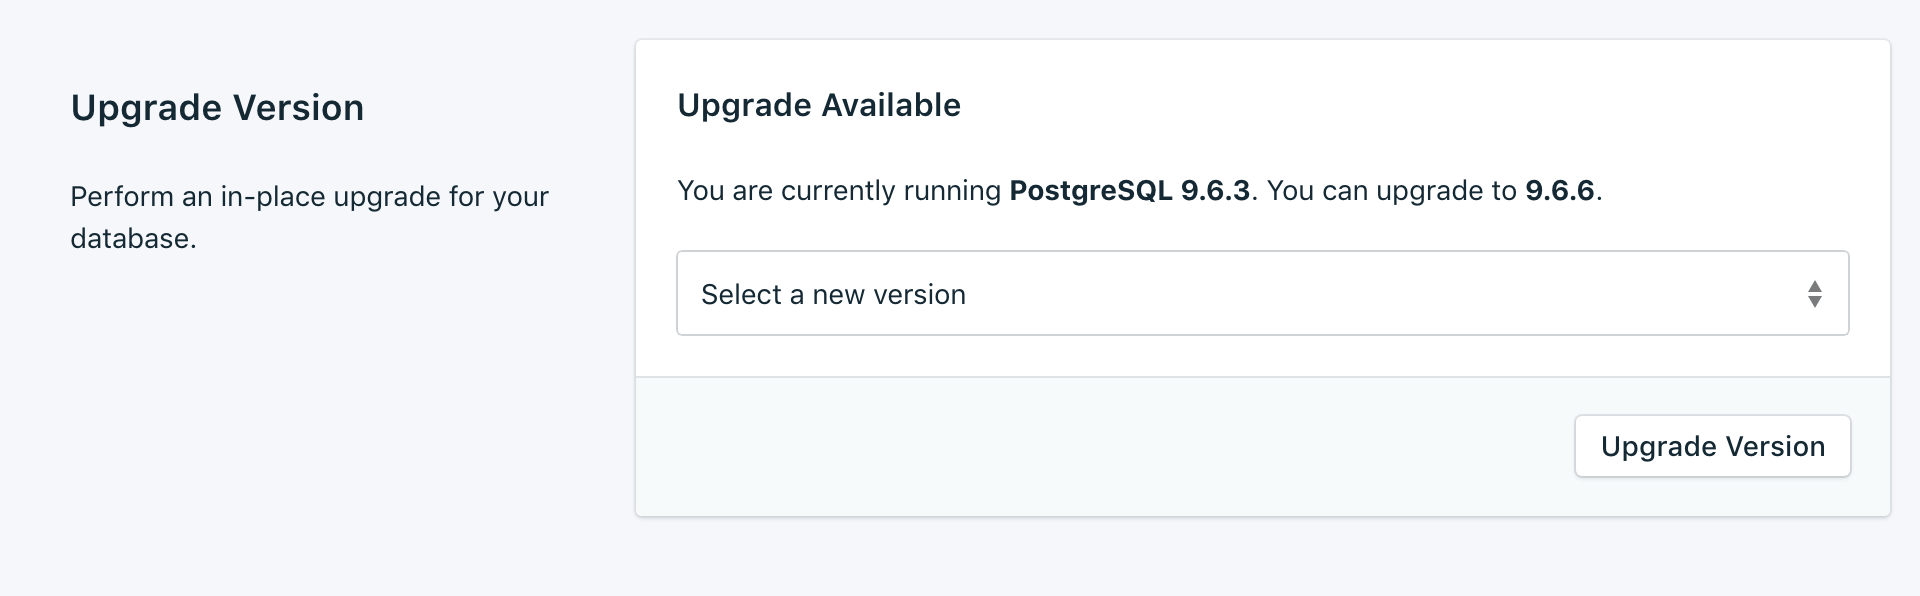 Upgrade Version
Perform an in-place upgrade for your
database.
Upgrade Available
You are currently running PostgreSQL 9.6.3. You can upgrade to 9.6.6.
Select a new version
Upgrade Version